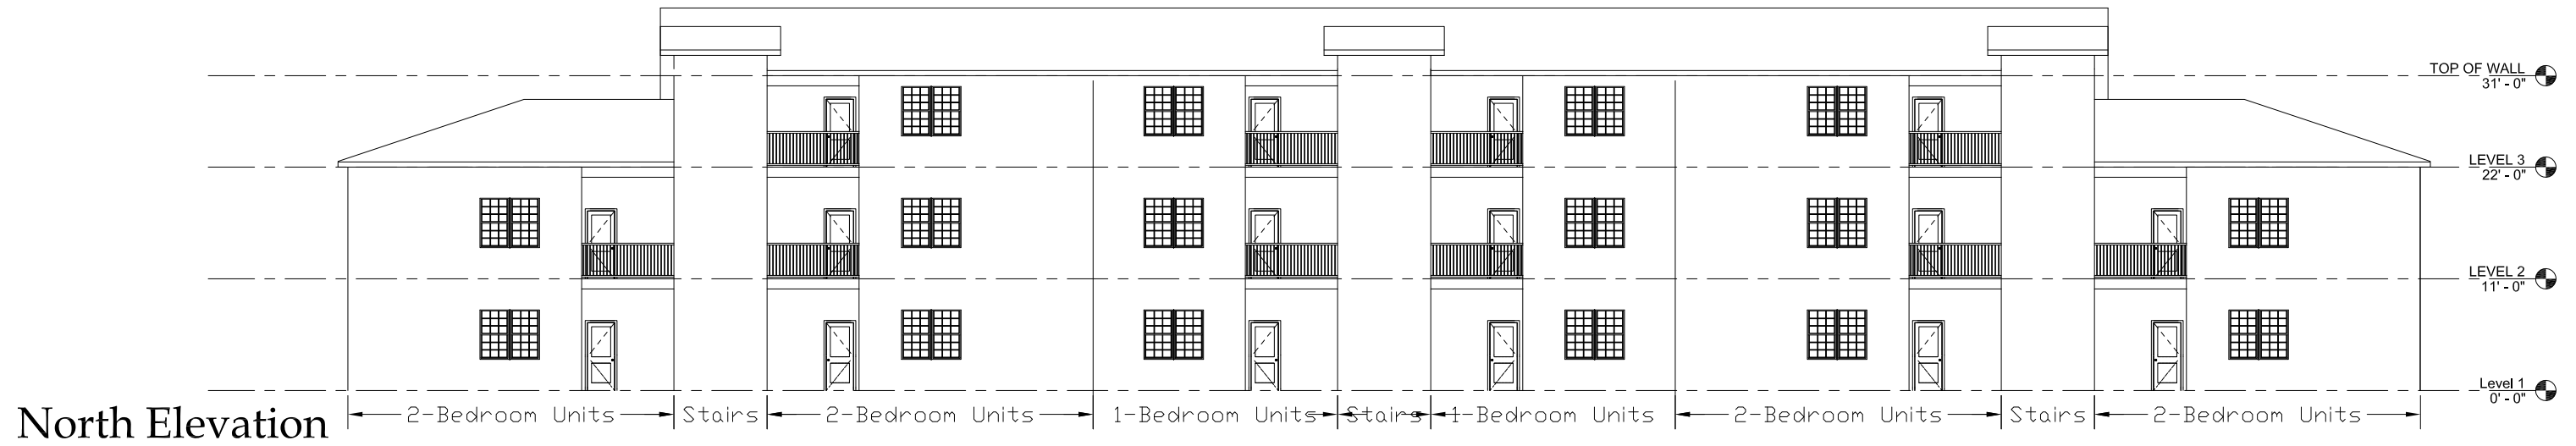 TOP OF WALL
31' - 0"
LEVEL 3
22' - 0"
LEVEL 2
11' - 0"
Level 1
0' - 0"
2-Bedroom Units Stairs 2-Bedroom Units 1-Bedroom Units Stairs 1-Bedroom Units 2-Bedroom Units Stairs 2-Bedroom Units
North Elevation